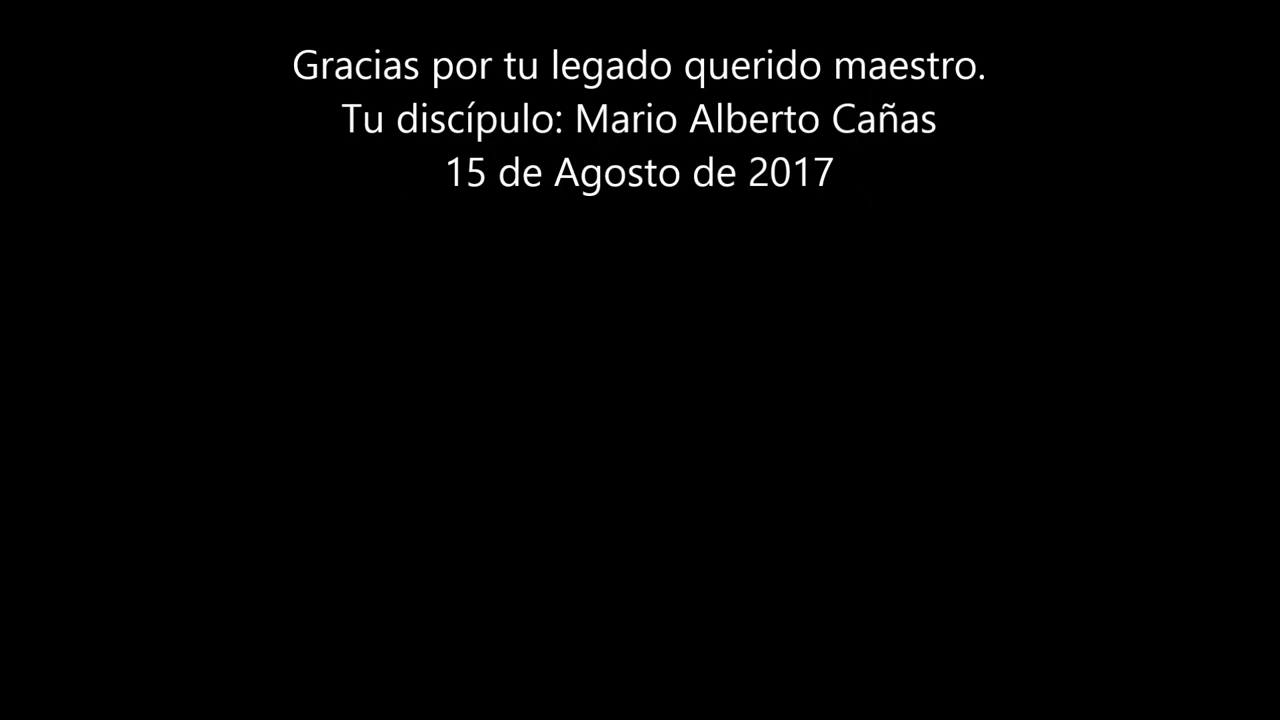 Gracias por tu legado querido maestro.
Tu discípulo: Mario Alberto Cañas
15 de Agosto de 2017